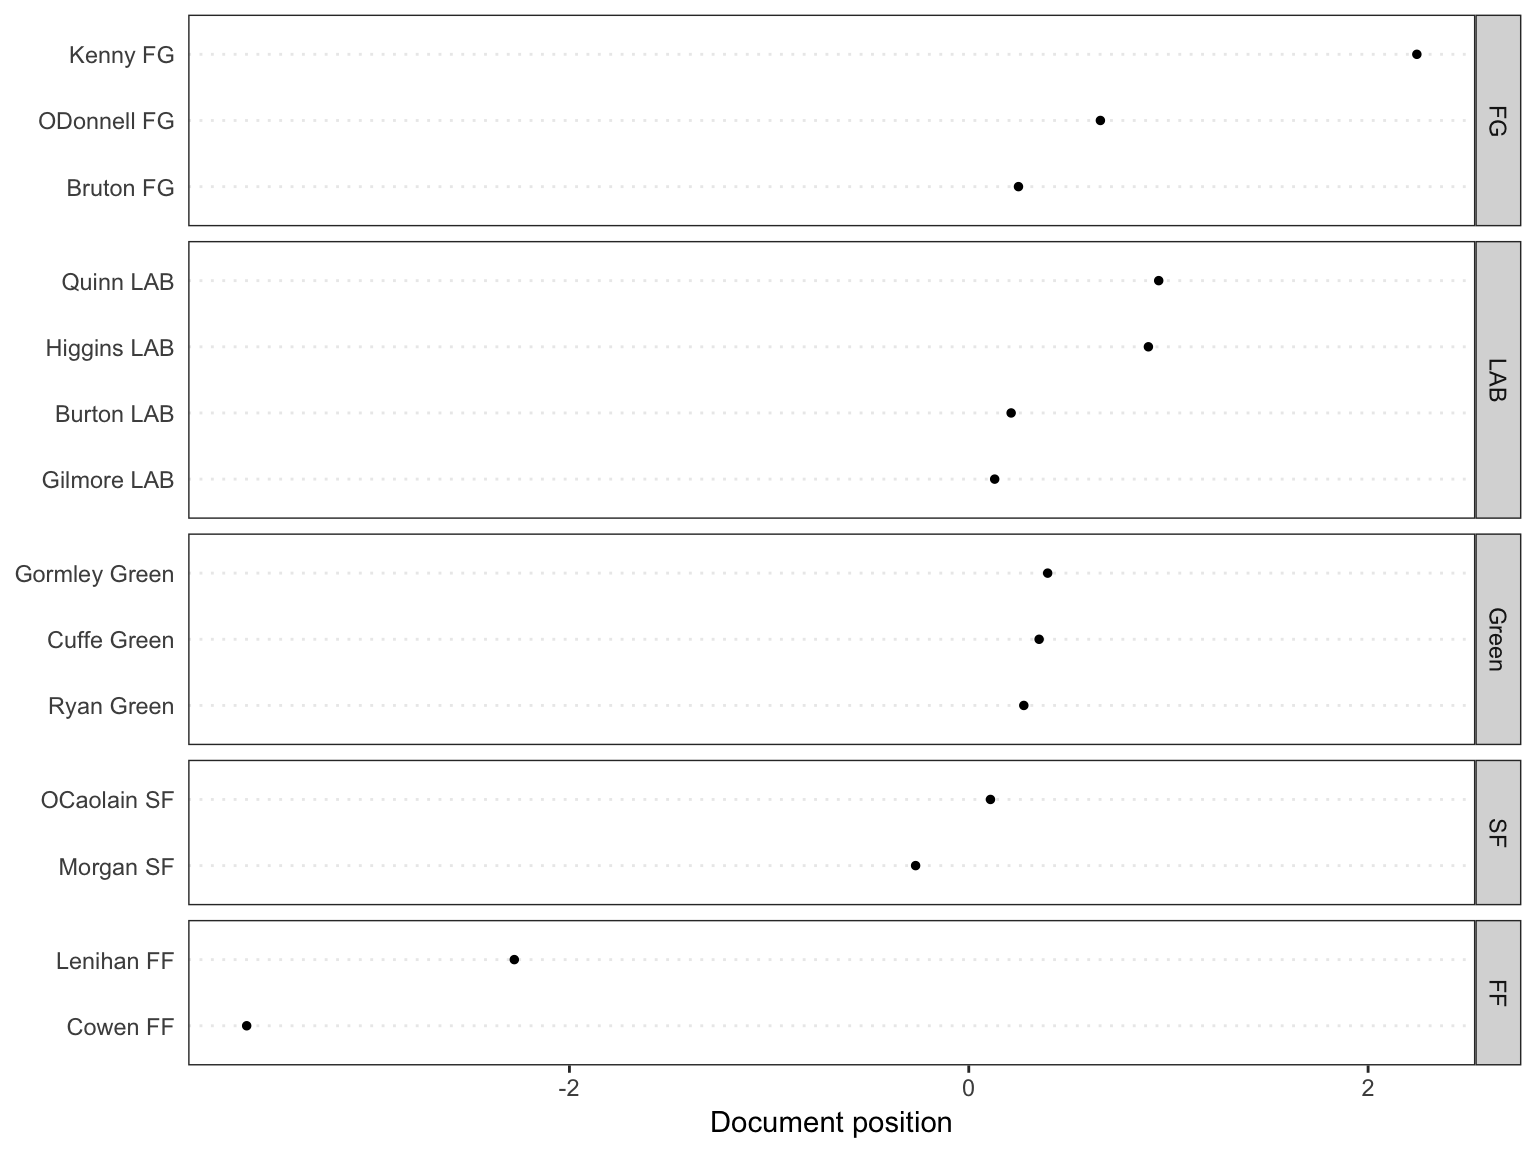 Kenny FG
ODonnell FG
Bruton FG
FG
Quinn LAB
Higgins LAB
Burton LAB
Gilmore LAB
LAB
Gormley Green
Cuffe Green
Ryan Green
Green
OCaolain SF
Morgan SF
SF
Lenihan FF
Cowen FF
FF
-2 0 2
Document position